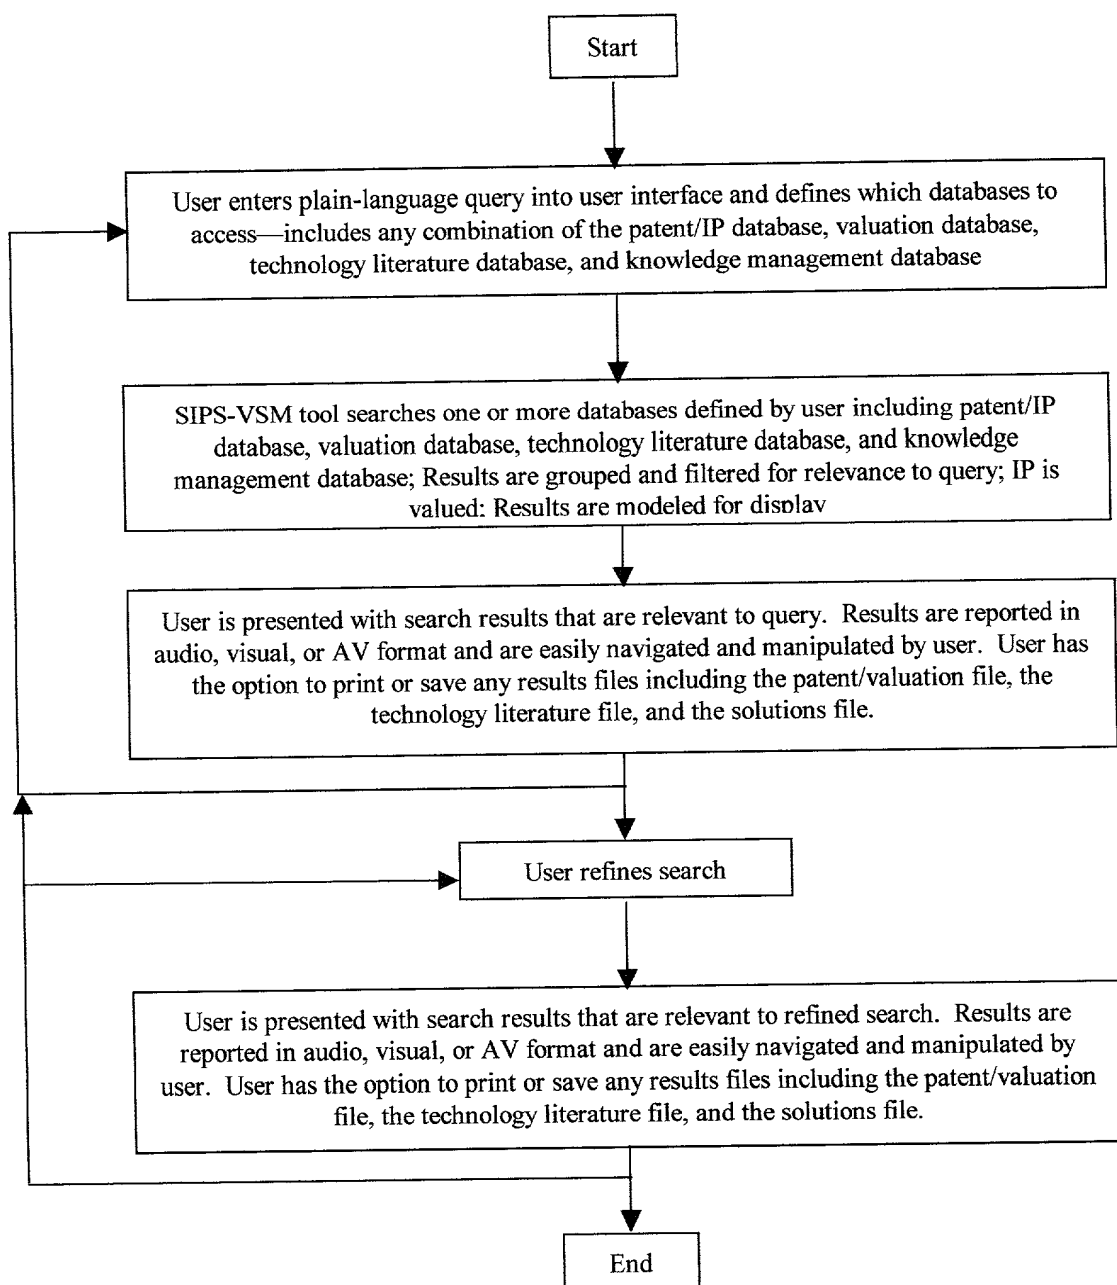 Start
User enters plain-language query into user interface and defines which databases to
access—includes any combination of the patent/IP database, valuation database,
technology literature database, and knowledge management database
SIPS-VSM tool searches one or more databases defined by user including patent/IP
database, valuation database, technology literature database, and knowledge
management database; Results are grouped and filtered for relevance to query; IP is
valued: Results are modeled for display
User is presented with search results that are relevant to query. Results are reported in
audio, visual, or AV format and are easily navigated and manipulated by user. User has
the option to print or save any results files including the patent/valuation file, the
technology literature file, and the solutions file.
User refines search
User is presented with search results that are relevant to refined search. Results are
reported in audio, visual, or AV format and are easily navigated and manipulated by
user. User has the option to print or save any results files including the patent/valuation
file, the technology literature file, and the solutions file.
End